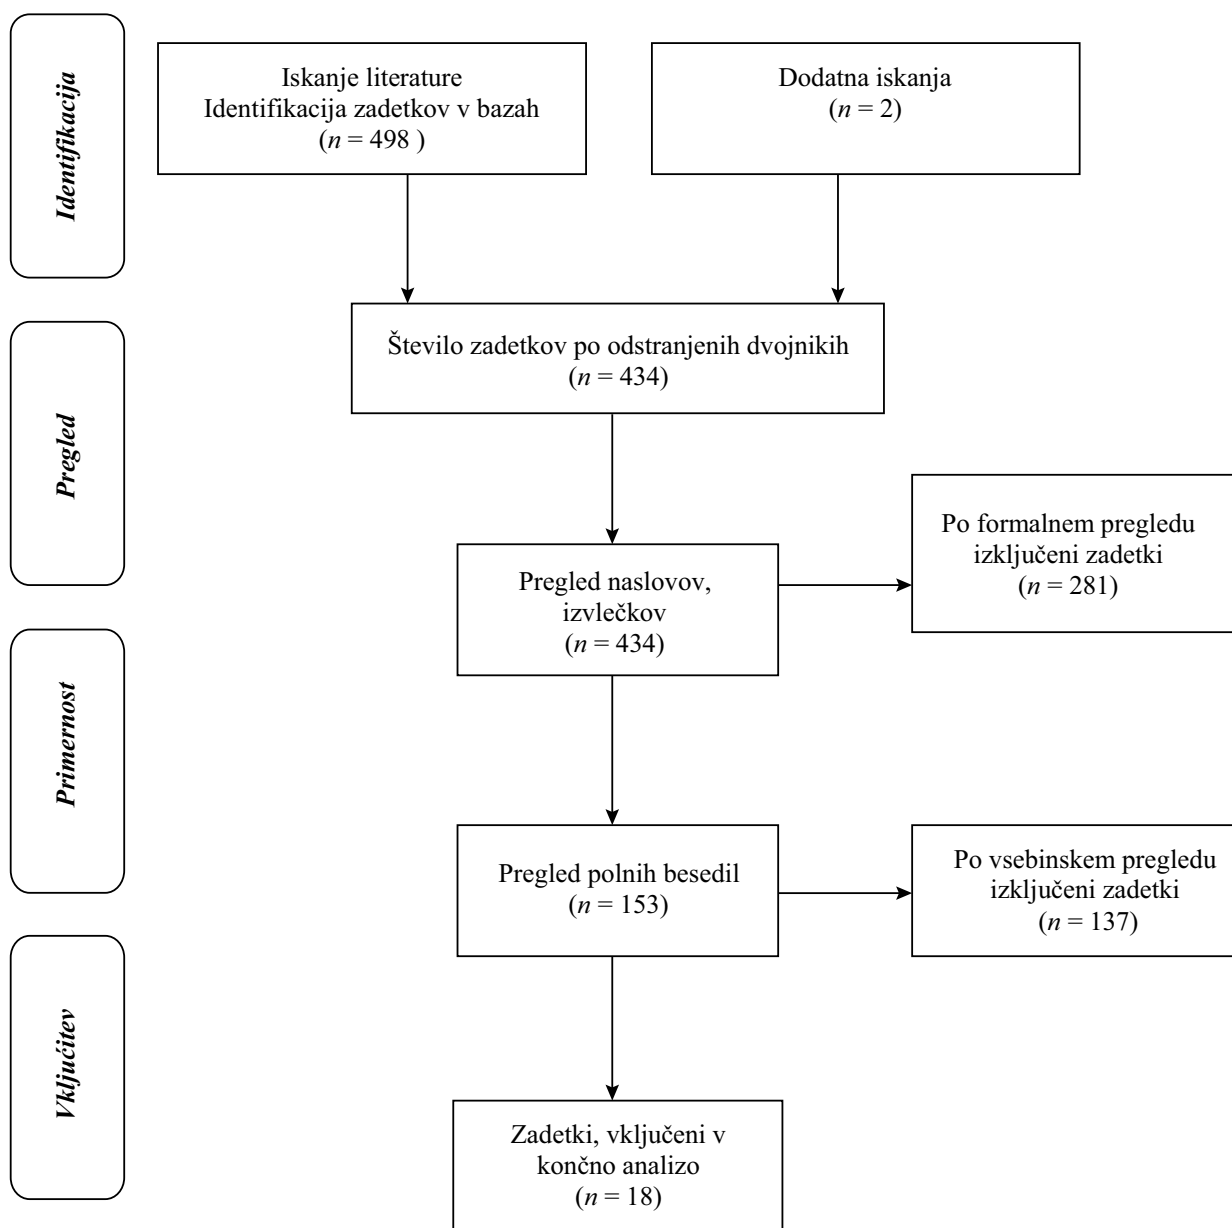 Identifikacija
Iskanje literature
Identifikacija zadetkov v bazah
(n = 498 )
Dodatna iskanja
(n = 2)
Pregled
Število zadetkov po odstranjenih dvojnikih
(n = 434)
Pregled naslovov,
izvlečkov
(n = 434)
Po formalnem pregledu
izključeni zadetki
(n = 281)
Primernost
Pregled polnih besedil
(n = 153)
Po vsebinskem pregledu
izključeni zadetki
(n = 137)
Vkljućitev
Zadetki, vključeni v
končno analizo
(n = 18)